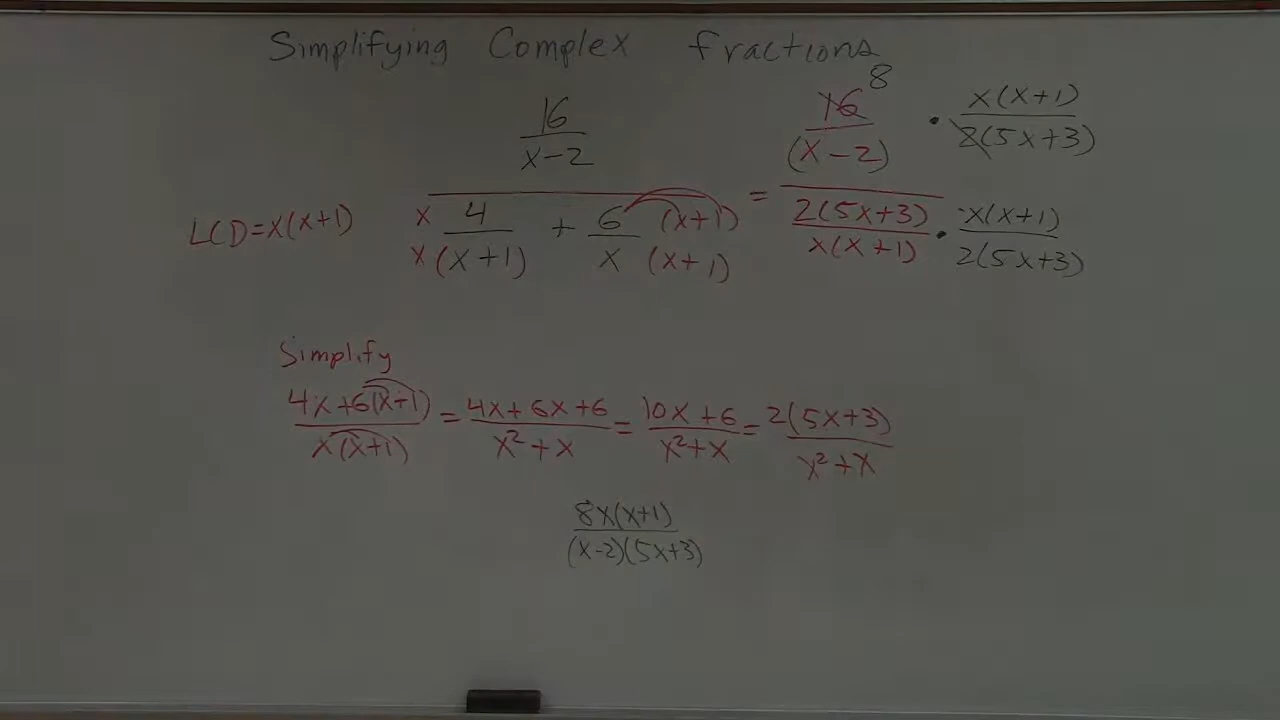 Simplifying Complex fractions
16/(x-2) / (x 4/x(x+1) + 6(x+1)/x(x+1)) = 16 8/(x-2) · x(x+1)/2(5x+3) / 2(5x+3)/x(x+1) · x(x+1)/2(5x+3)
LCD=x(x+1)
Simplify
4x+6(x+1)/x(x+1) = 4x+6x+6/x²+x = 10x+6/x²+x = 2(5x+3)/x²+x
8x(x+1)
(x-2)(5x+3)